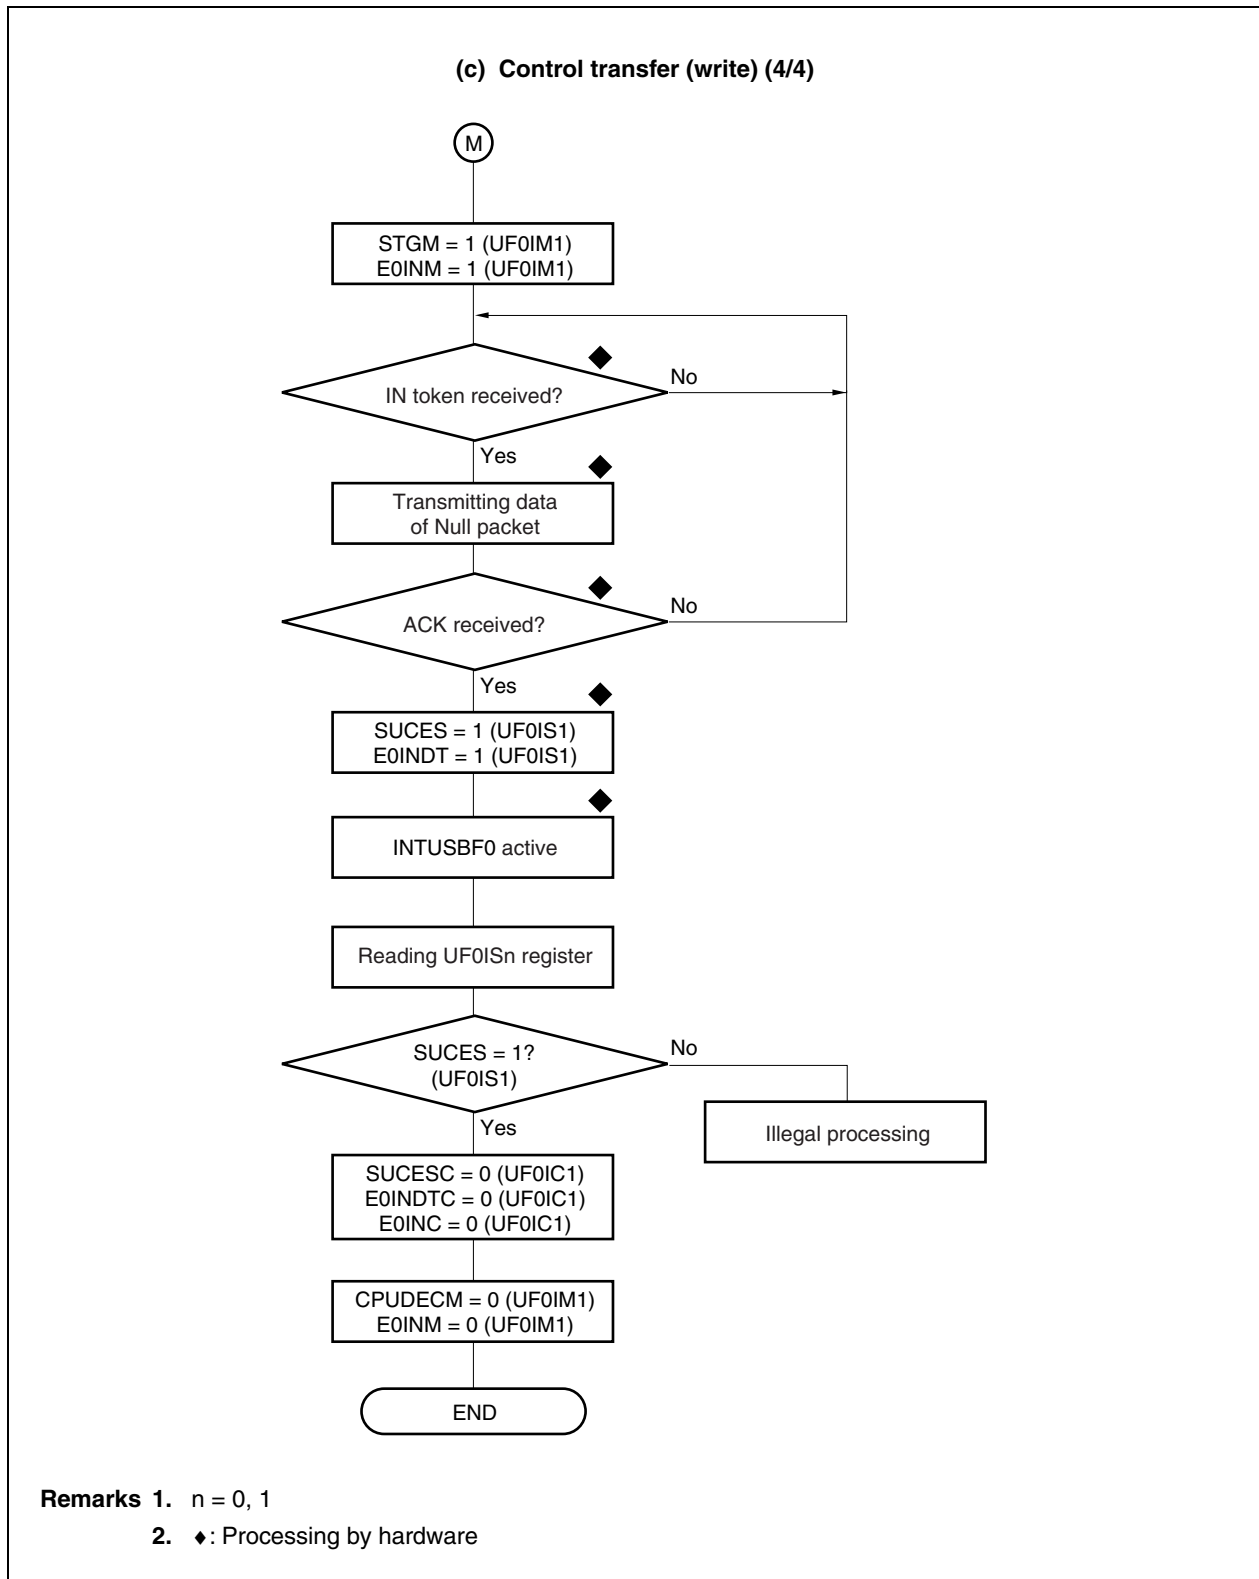 (c) Control transfer (write) (4/4)
M
STGM = 1 (UF0IM1)
E0INM = 1 (UF0IM1)
IN token received?
No
Yes
Transmitting data
of Null packet
ACK received?
No
Yes
SUCES = 1 (UF0IS1)
E0INDT = 1 (UF0IS1)
INTUSBF0 active
Reading UF0ISn register
SUCES = 1?
(UF0IS1)
No
Yes
Illegal processing
SUCESC = 0 (UF0IC1)
E0INDTC = 0 (UF0IC1)
E0INC = 0 (UF0IC1)
CPUDECM = 0 (UF0IM1)
E0INM = 0 (UF0IM1)
END
Remarks 1. n = 0, 1
2. ♦: Processing by hardware